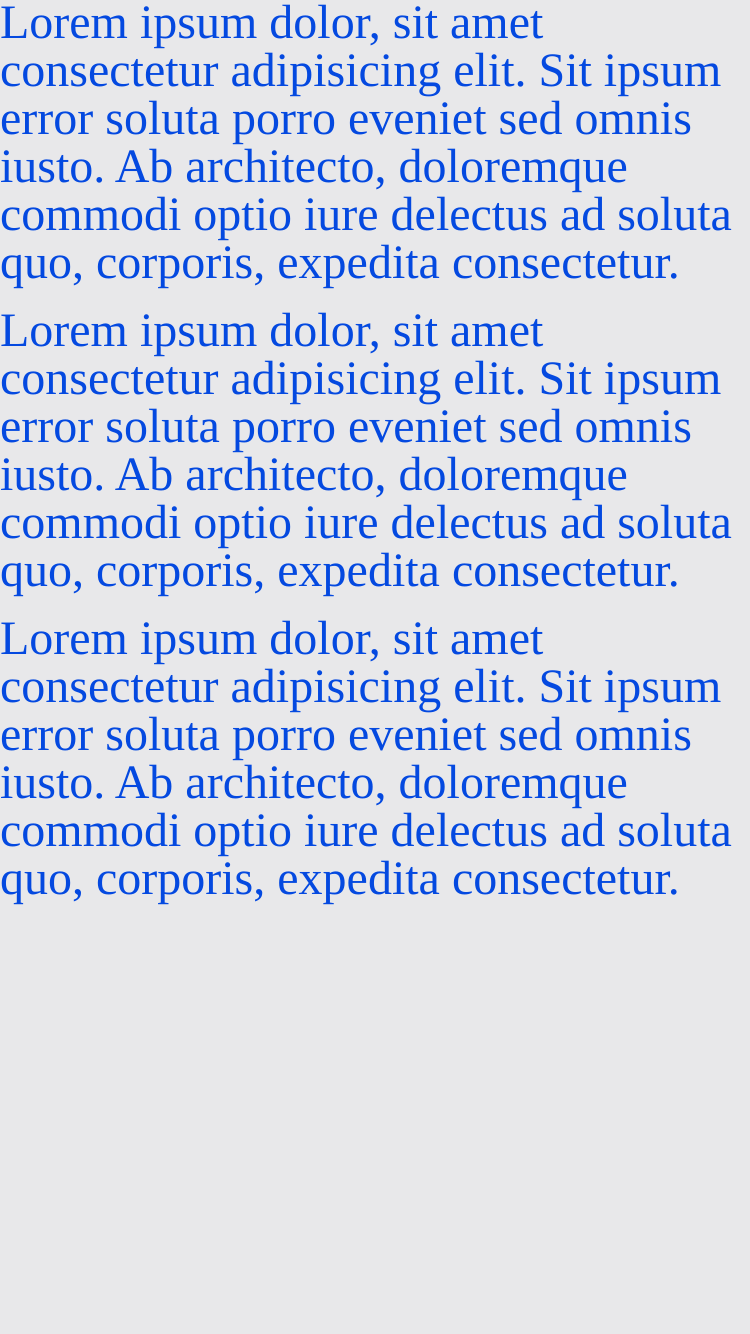 Lorem ipsum dolor, sit amet
consectetur adipisicing elit. Sit ipsum
error soluta porro eveniet sed omnis
iusto. Ab architecto, doloremque
commodi optio iure delectus ad soluta
quo, corporis, expedita consectetur.
Lorem ipsum dolor, sit amet
consectetur adipisicing elit. Sit ipsum
error soluta porro eveniet sed omnis
iusto. Ab architecto, doloremque
commodi optio iure delectus ad soluta
quo, corporis, expedita consectetur.
Lorem ipsum dolor, sit amet
consectetur adipisicing elit. Sit ipsum
error soluta porro eveniet sed omnis
iusto. Ab architecto, doloremque
commodi optio iure delectus ad soluta
quo, corporis, expedita consectetur.